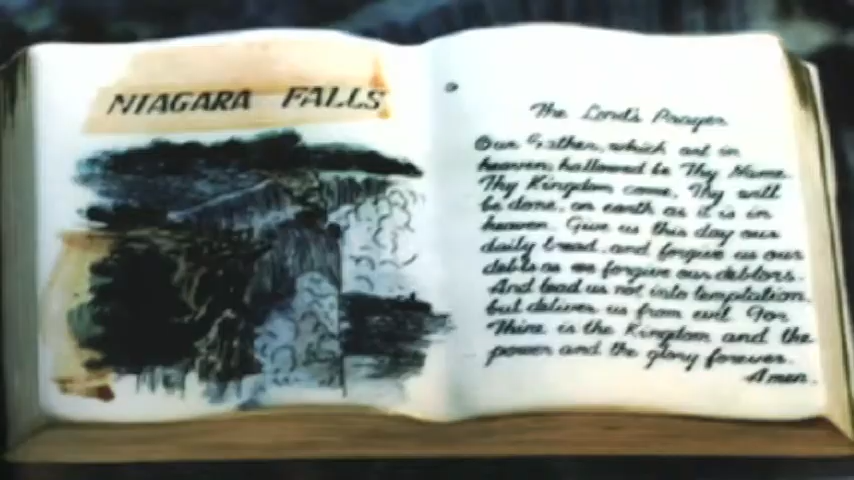 NIAGARA FALLS
The Lord's Prayer
Our Father, which art in
heaven, hallowed be Thy Name.
Thy Kingdom come, Thy will
be done, on earth as it is in
heaven. Give us this day our
daily bread, and forgive us our
debts as we forgive our debtors.
And lead us not into temptation,
but deliver us from evil. For
Thine is the Kingdom and the
power and the glory forever.
Amen.